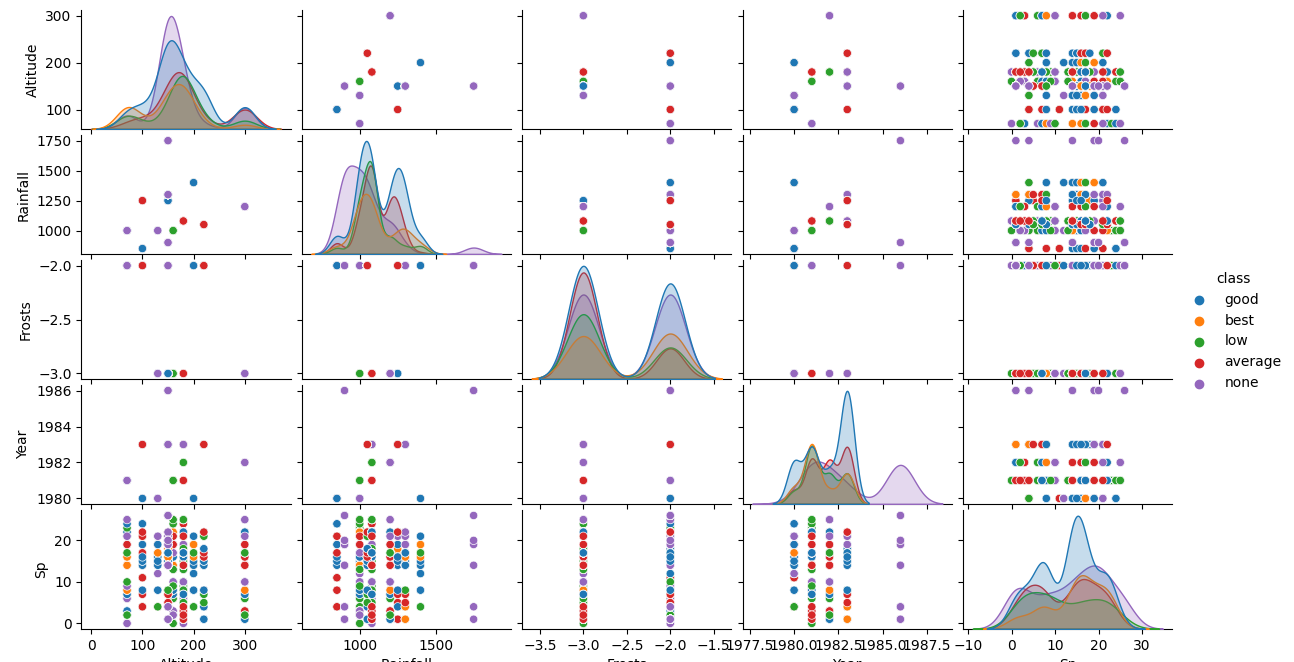 Altitude
300
200
100
Rainfall
1750
1500
1250
1000
Frosts
−2.0
−2.5
−3.0
Year
1986
1984
1982
1980
Sp
20
10
0
0 100 200 300
1000 1500
−3.5 −3.0 −2.5 −2.0 −1.5
1977.5 1980.0 1982.5 1985.0 1987.5
−10 0 10 20 30
Altitude Rainfall Frosts Year Sp
class
good
best
low
average
none